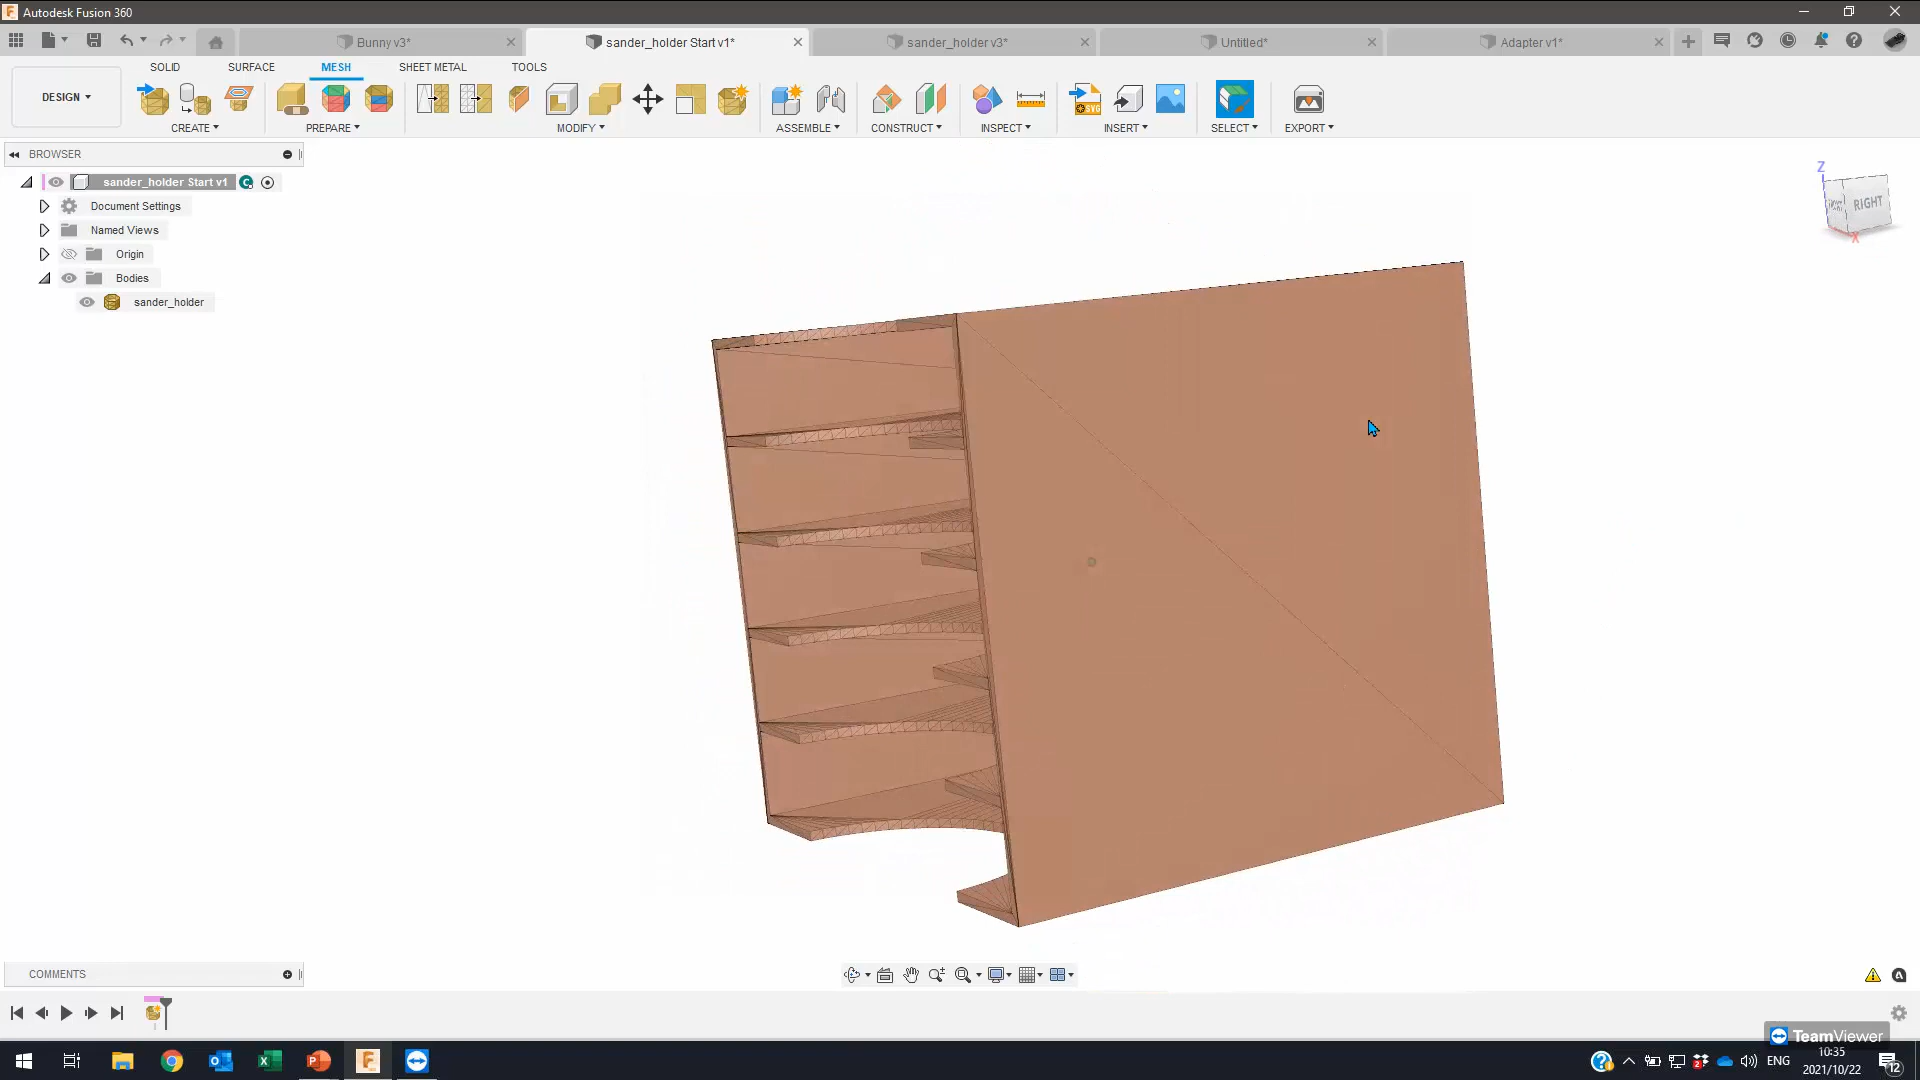 Autodesk Fusion 360
Bunny v3*
sander_holder Start v1*
sander_holder v3*
Untitled*
Adapter v1*
DESIGN
SOLID
SURFACE
MESH
SHEET METAL
TOOLS
CREATE
PREPARE
MODIFY
ASSEMBLE
CONSTRUCT
INSPECT
INSERT
SELECT
EXPORT
BROWSER
sander_holder Start v1
Document Settings
Named Views
Origin
Bodies
sander_holder
Z
RIGHT
X
COMMENTS
TeamViewer
ENG
10:35
2021/10/22
12